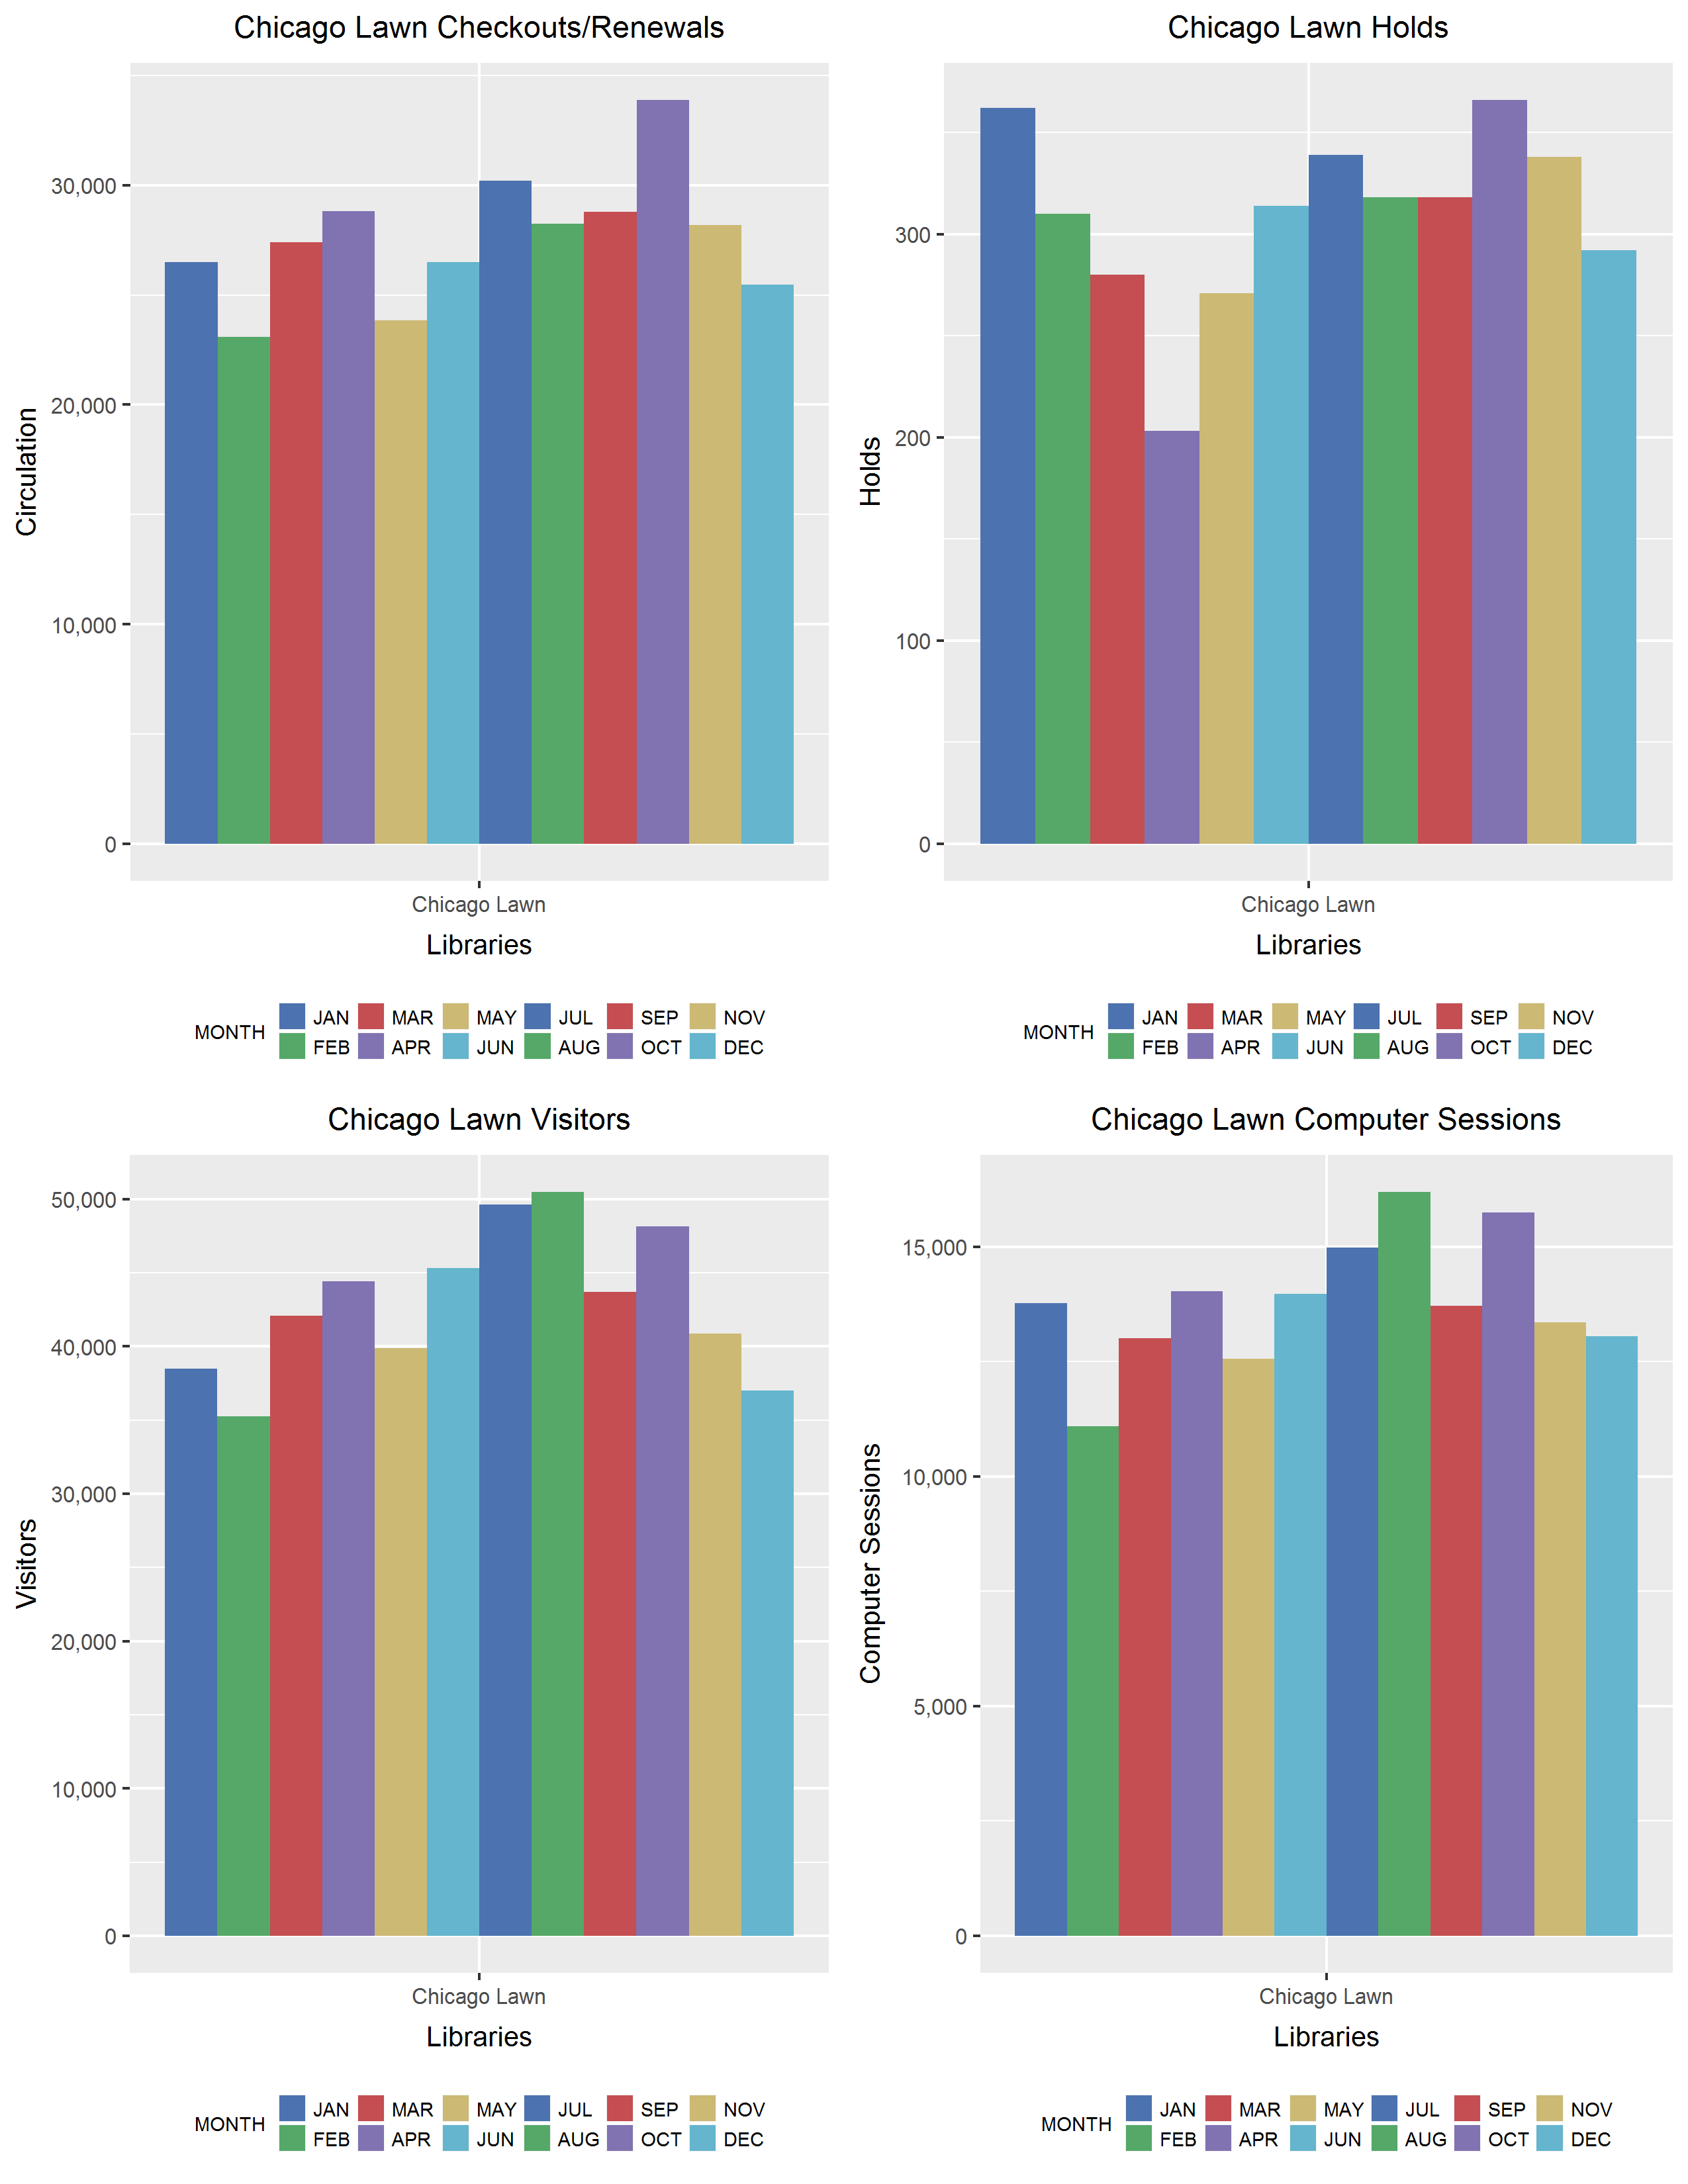 Chicago Lawn Checkouts/Renewals
Circulation
30,000
20,000
10,000
0
Chicago Lawn
Libraries
MONTH
JAN MAR MAY JUL SEP NOV
FEB APR JUN AUG OCT DEC
Chicago Lawn Holds
Holds
300
200
100
0
Chicago Lawn
Libraries
MONTH
JAN MAR MAY JUL SEP NOV
FEB APR JUN AUG OCT DEC
Chicago Lawn Visitors
Visitors
50,000
40,000
30,000
20,000
10,000
0
Chicago Lawn
Libraries
MONTH
JAN MAR MAY JUL SEP NOV
FEB APR JUN AUG OCT DEC
Chicago Lawn Computer Sessions
Computer Sessions
15,000
10,000
5,000
0
Chicago Lawn
Libraries
MONTH
JAN MAR MAY JUL SEP NOV
FEB APR JUN AUG OCT DEC